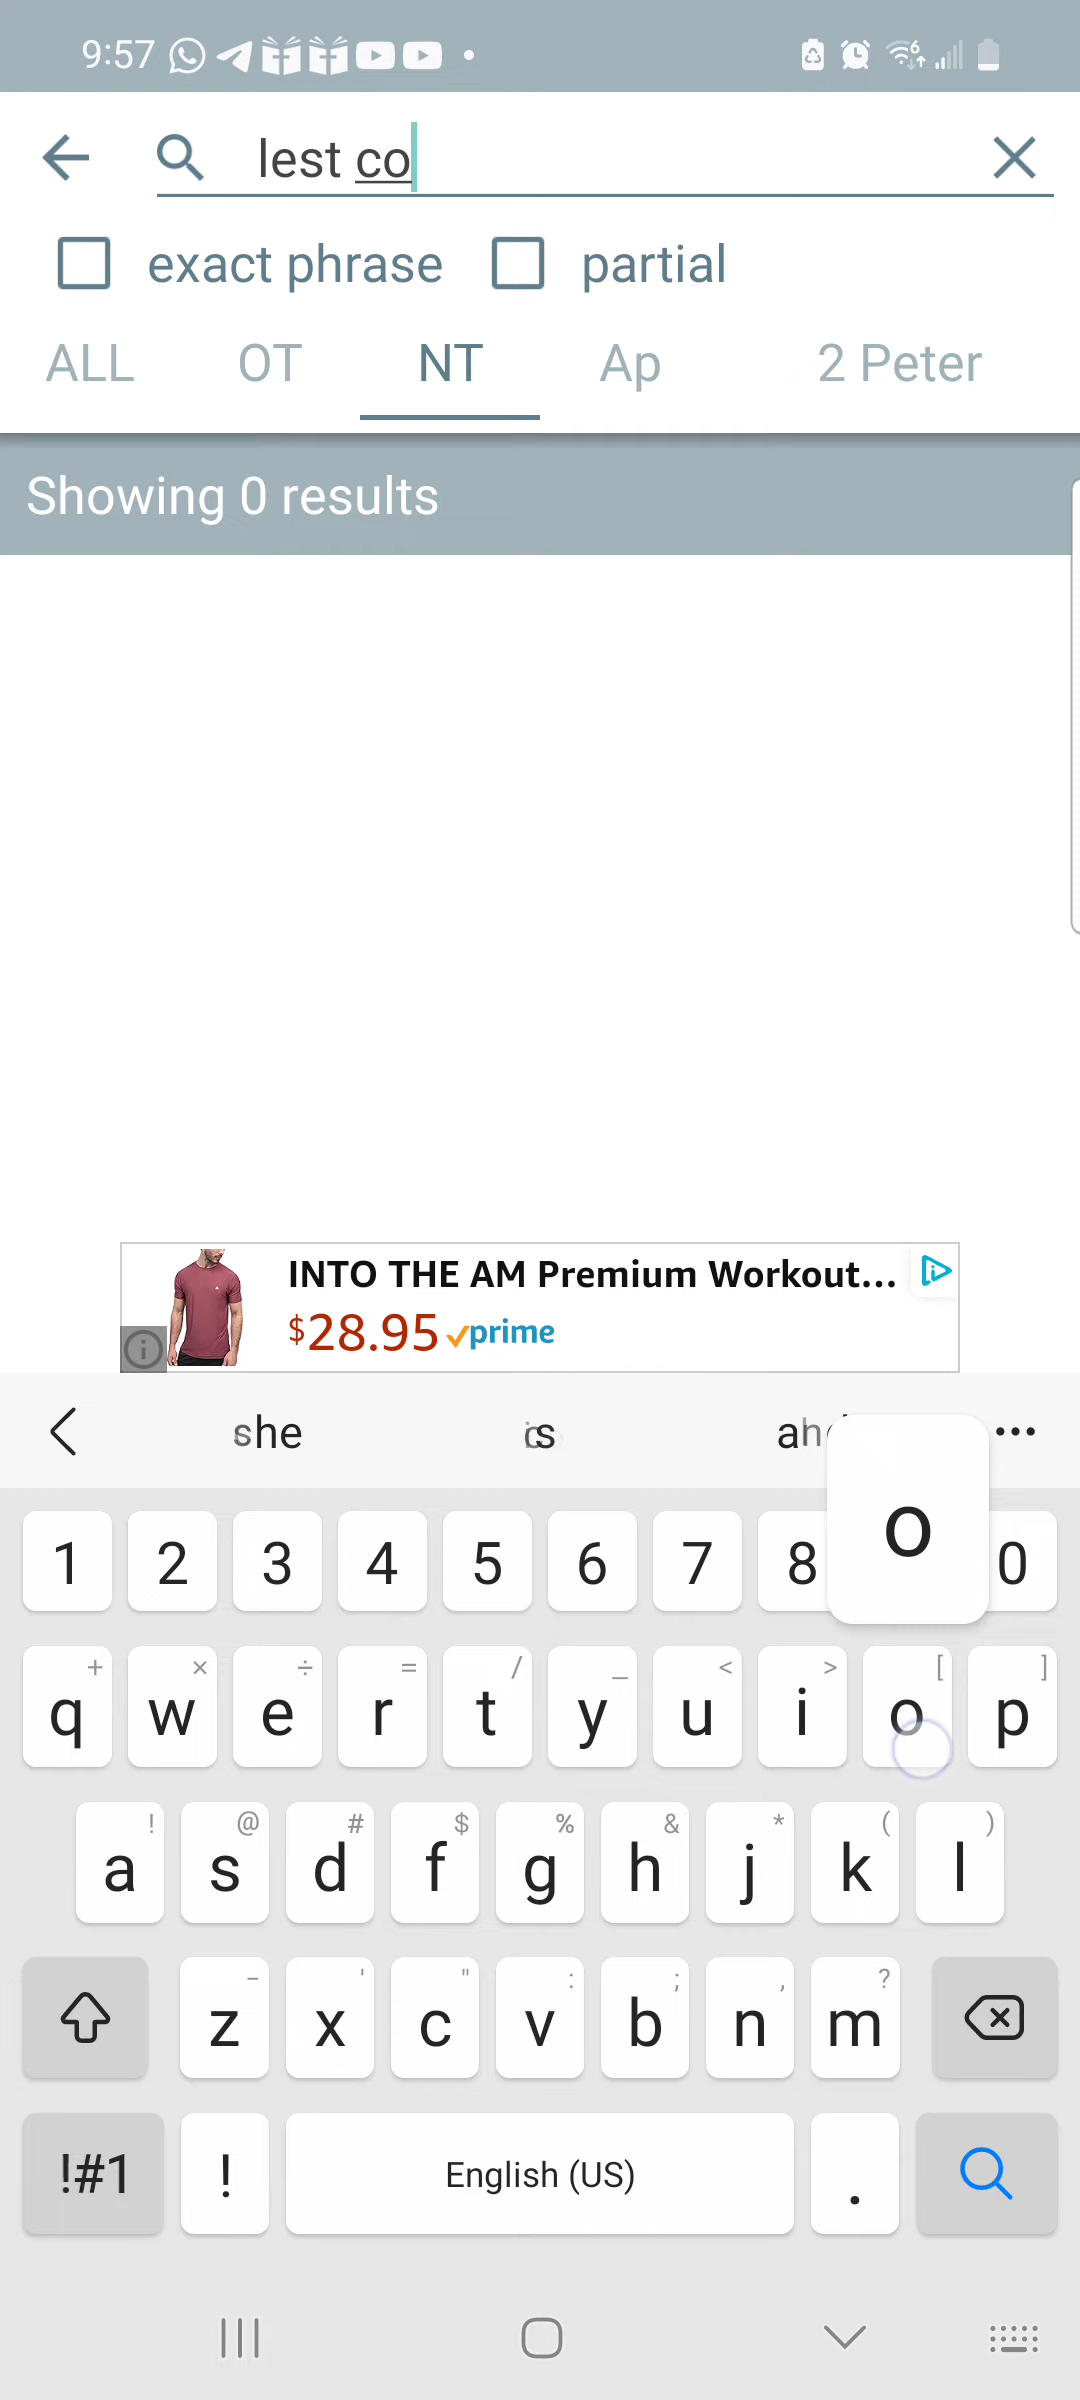 9:57
lest co
exact phrase partial
ALL OT NT Ap 2 Peter
Showing 0 results
INTO THE AM Premium Workout...
$28.95 prime
she
o
1 2 3 4 5 6 7 8 0
+ × ÷ = / _ < > [ ]
q w e r t y u i o p
! @ # $ % & * ( )
a s d f g h j k l
- ' " : ; , ?
z x c v b n m
!#1 ! English (US) .